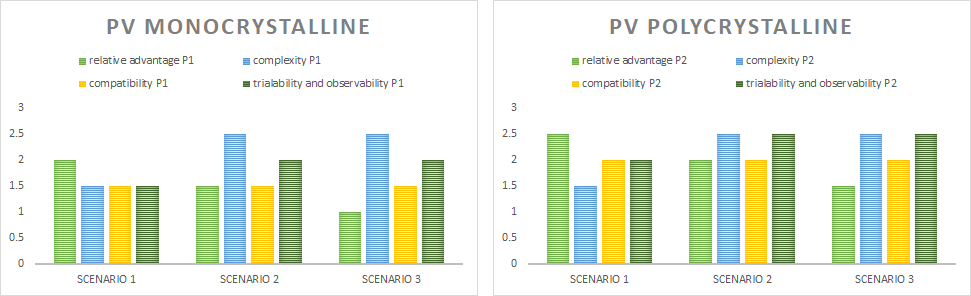 PV MONOCRYSTALLINE
relative advantage P1 complexity P1
compatibility P1 trialability and observability P1
3
2.5
2
1.5
1
0.5
0
SCENARIO 1 SCENARIO 2 SCENARIO 3
PV POLYCRYSTALLINE
relative advantage P2 complexity P2
compatibility P2 trialability and observability P2
3
2.5
2
1.5
1
0.5
0
SCENARIO 1 SCENARIO 2 SCENARIO 3